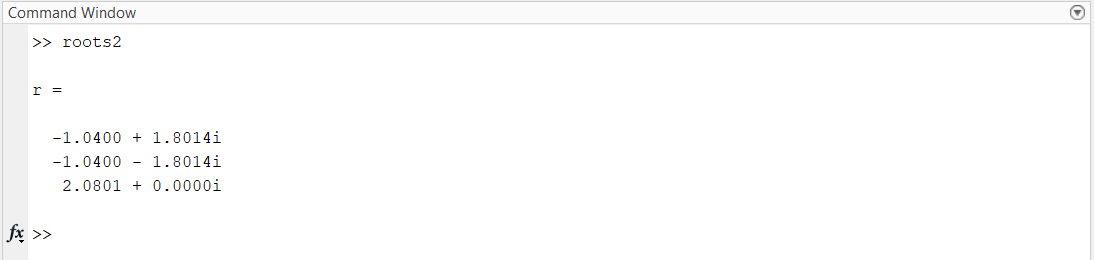 Command Window
>> roots2
r =
-1.0400 + 1.8014i
-1.0400 - 1.8014i
2.0801 + 0.0000i
fx >>